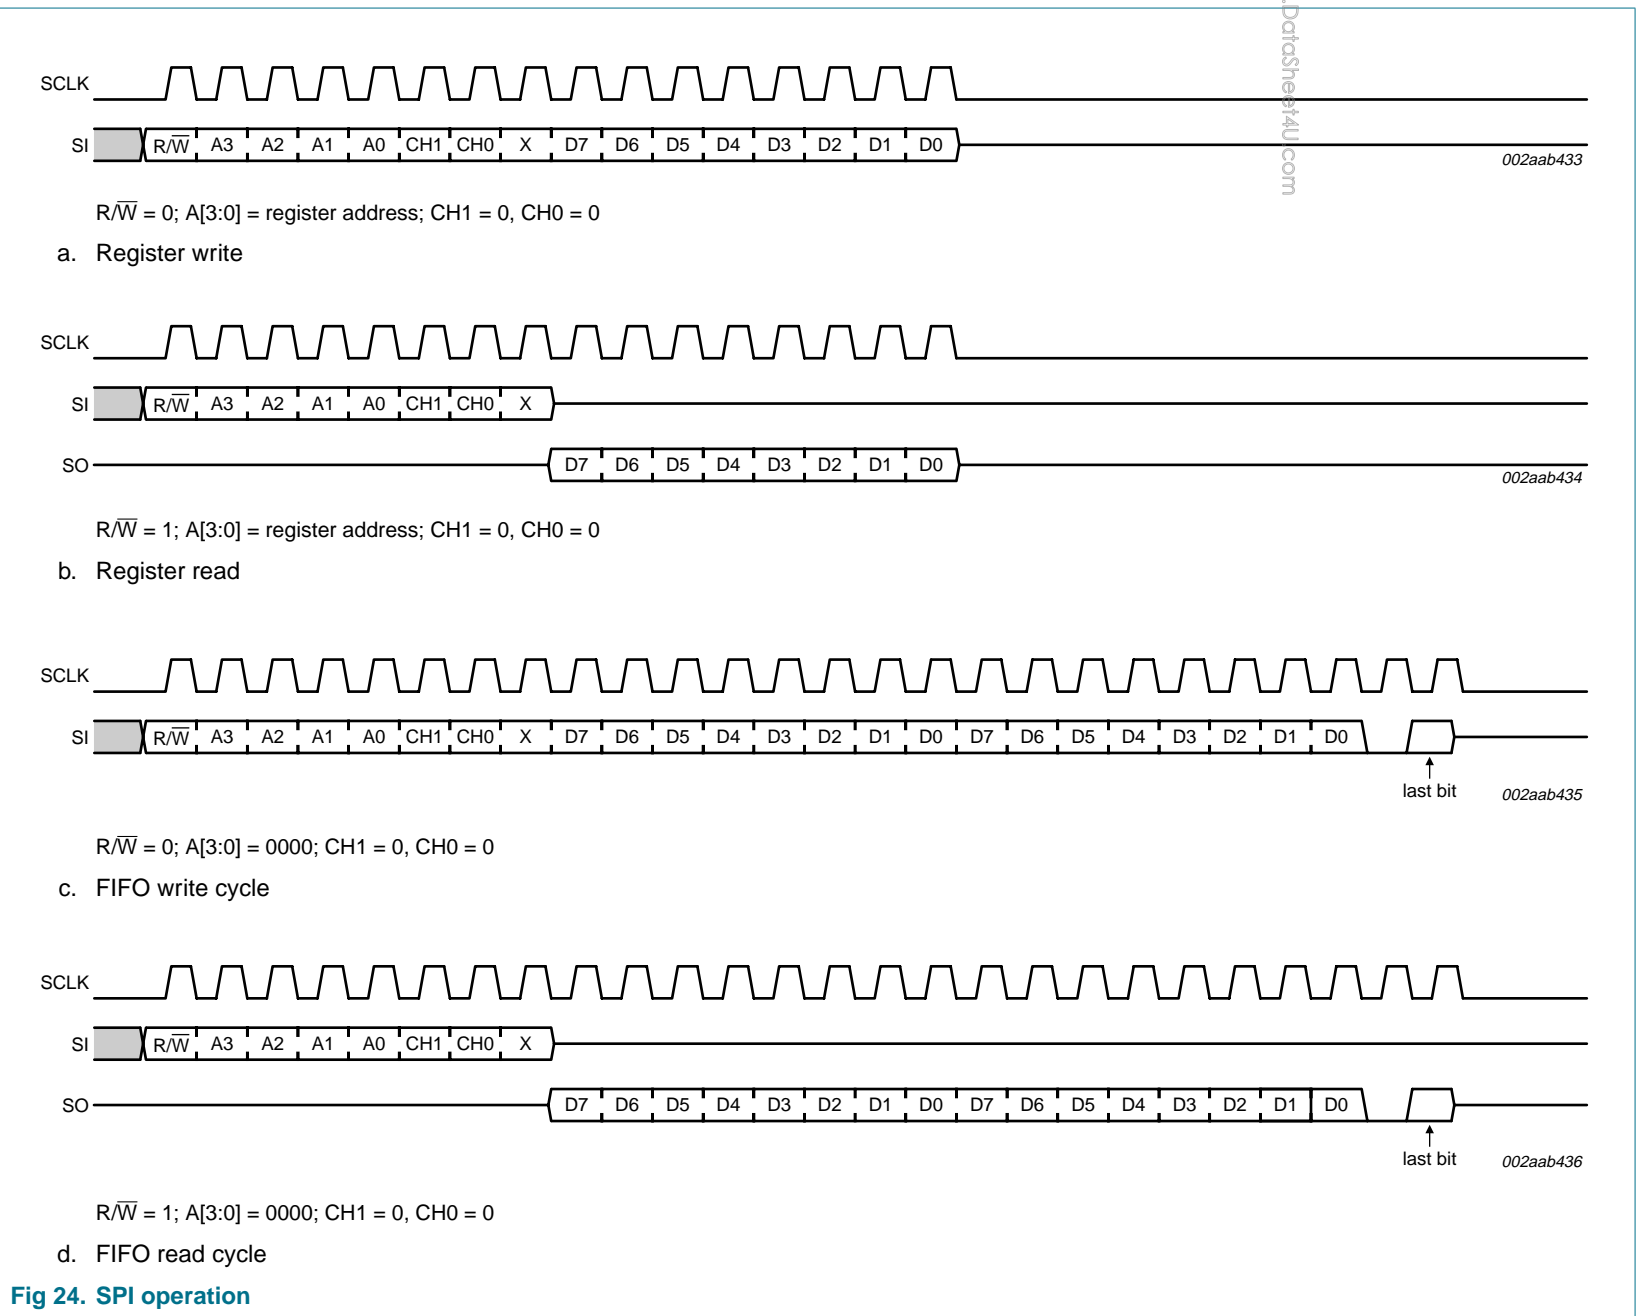 .DataSheet4U.com
SCLK
SI R/W̅ A3 A2 A1 A0 CH1 CH0 X D7 D6 D5 D4 D3 D2 D1 D0
002aab433
R/W̅ = 0; A[3:0] = register address; CH1 = 0, CH0 = 0
a. Register write
SCLK
SI R/W̅ A3 A2 A1 A0 CH1 CH0 X
SO D7 D6 D5 D4 D3 D2 D1 D0
002aab434
R/W̅ = 1; A[3:0] = register address; CH1 = 0, CH0 = 0
b. Register read
SCLK
SI R/W̅ A3 A2 A1 A0 CH1 CH0 X D7 D6 D5 D4 D3 D2 D1 D0 D7 D6 D5 D4 D3 D2 D1 D0
last bit
002aab435
R/W̅ = 0; A[3:0] = 0000; CH1 = 0, CH0 = 0
c. FIFO write cycle
SCLK
SI R/W̅ A3 A2 A1 A0 CH1 CH0 X
SO D7 D6 D5 D4 D3 D2 D1 D0 D7 D6 D5 D4 D3 D2 D1 D0
last bit
002aab436
R/W̅ = 1; A[3:0] = 0000; CH1 = 0, CH0 = 0
d. FIFO read cycle
Fig 24. SPI operation